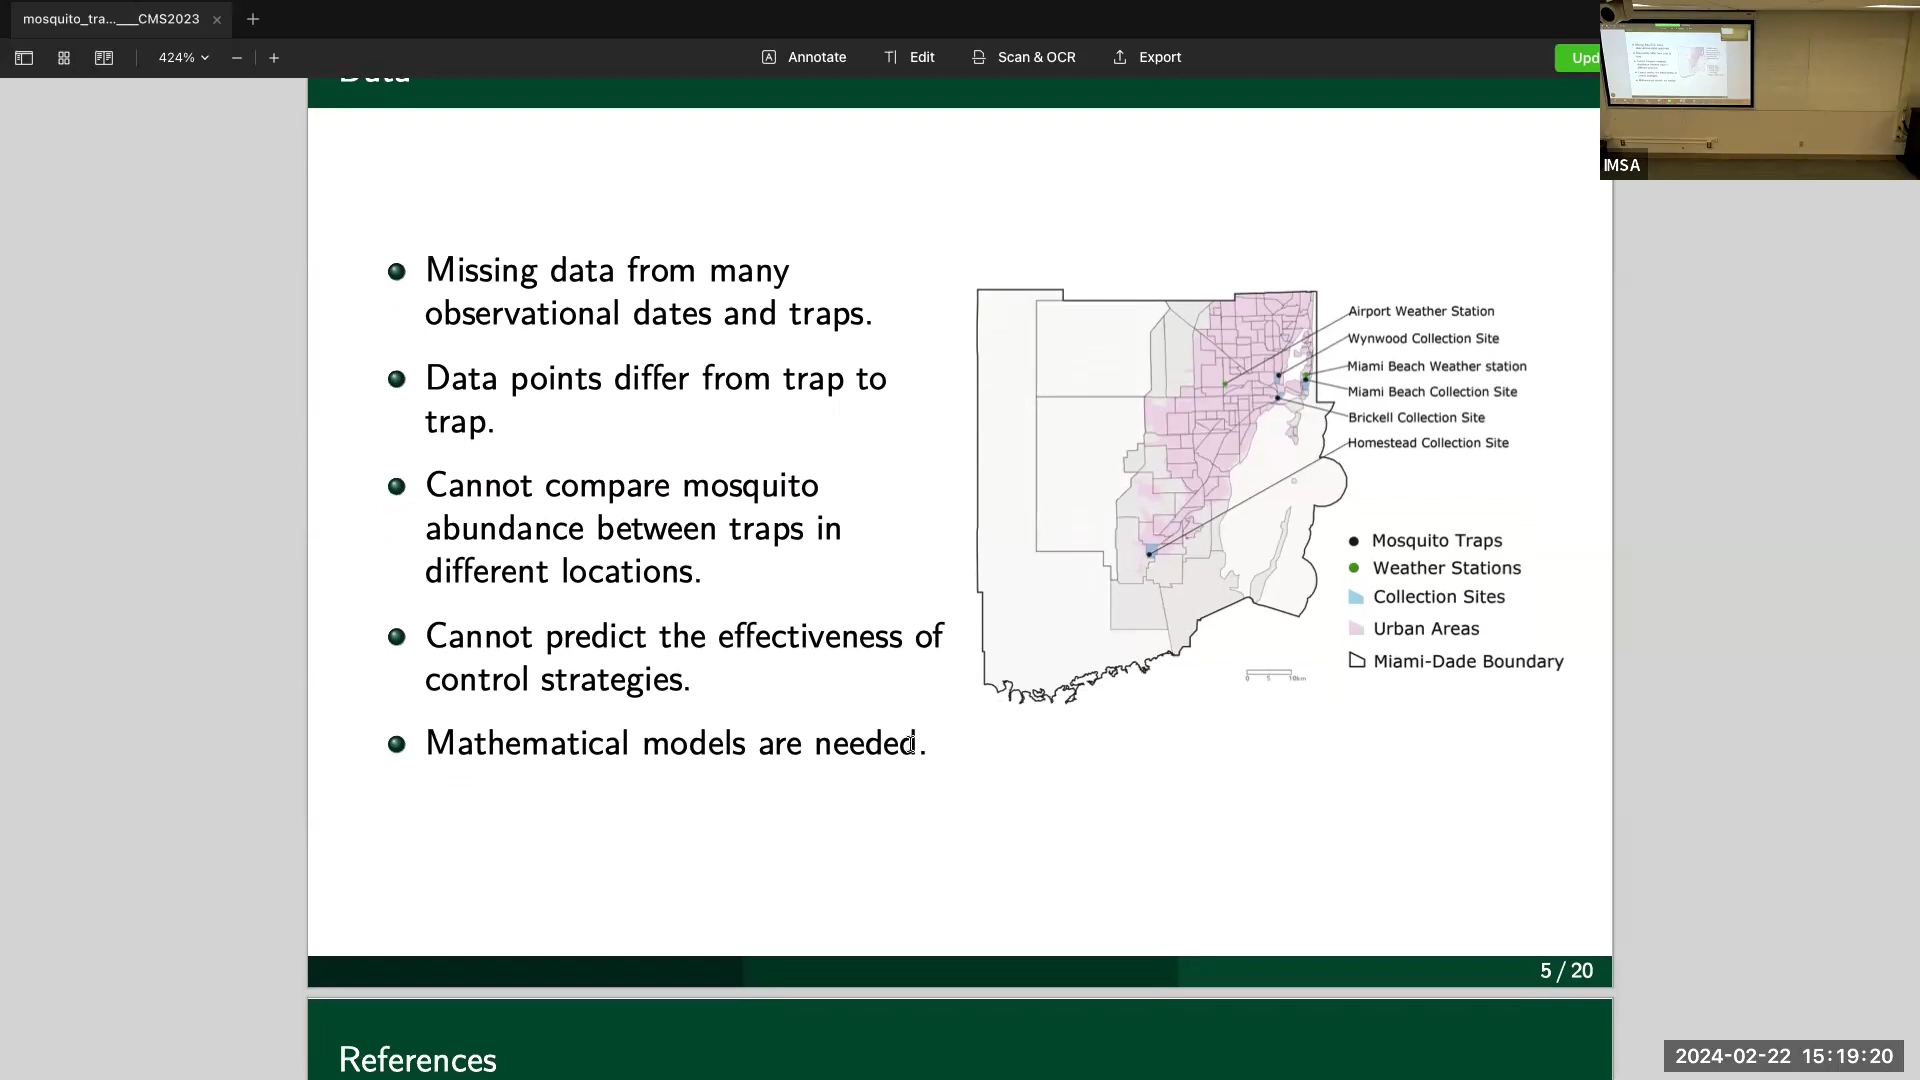 mosquito_tra...___CMS2023
424%
Annotate
Edit
Scan & OCR
Export
Upd
IMSA
Data
Missing data from many
observational dates and traps.
Data points differ from trap to
trap.
Cannot compare mosquito
abundance between traps in
different locations.
Cannot predict the effectiveness of
control strategies.
Mathematical models are needed.
Airport Weather Station
Wynwood Collection Site
Miami Beach Weather station
Miami Beach Collection Site
Brickell Collection Site
Homestead Collection Site
Mosquito Traps
Weather Stations
Collection Sites
Urban Areas
Miami-Dade Boundary
0 5 10km
5 / 20
References
2024-02-22 15:19:20